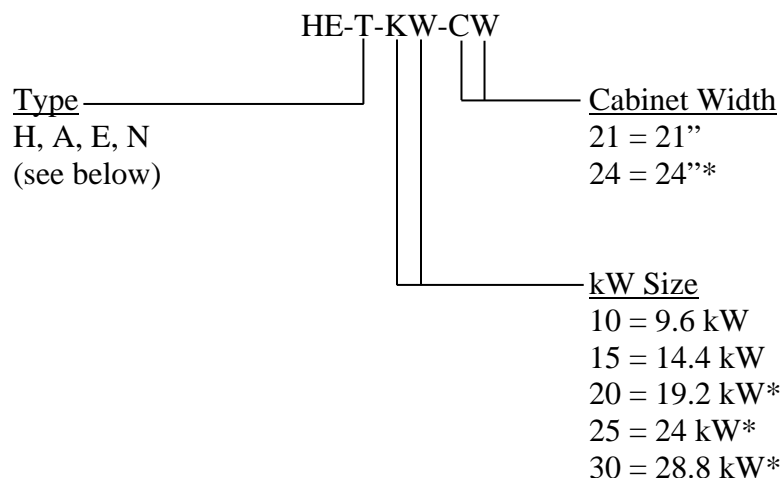 HE-T-KW-CW
Type
H, A, E, N
(see below)
Cabinet Width
21 = 21”
24 = 24”*
kW Size
10 = 9.6 kW
15 = 14.4 kW
20 = 19.2 kW*
25 = 24 kW*
30 = 28.8 kW*